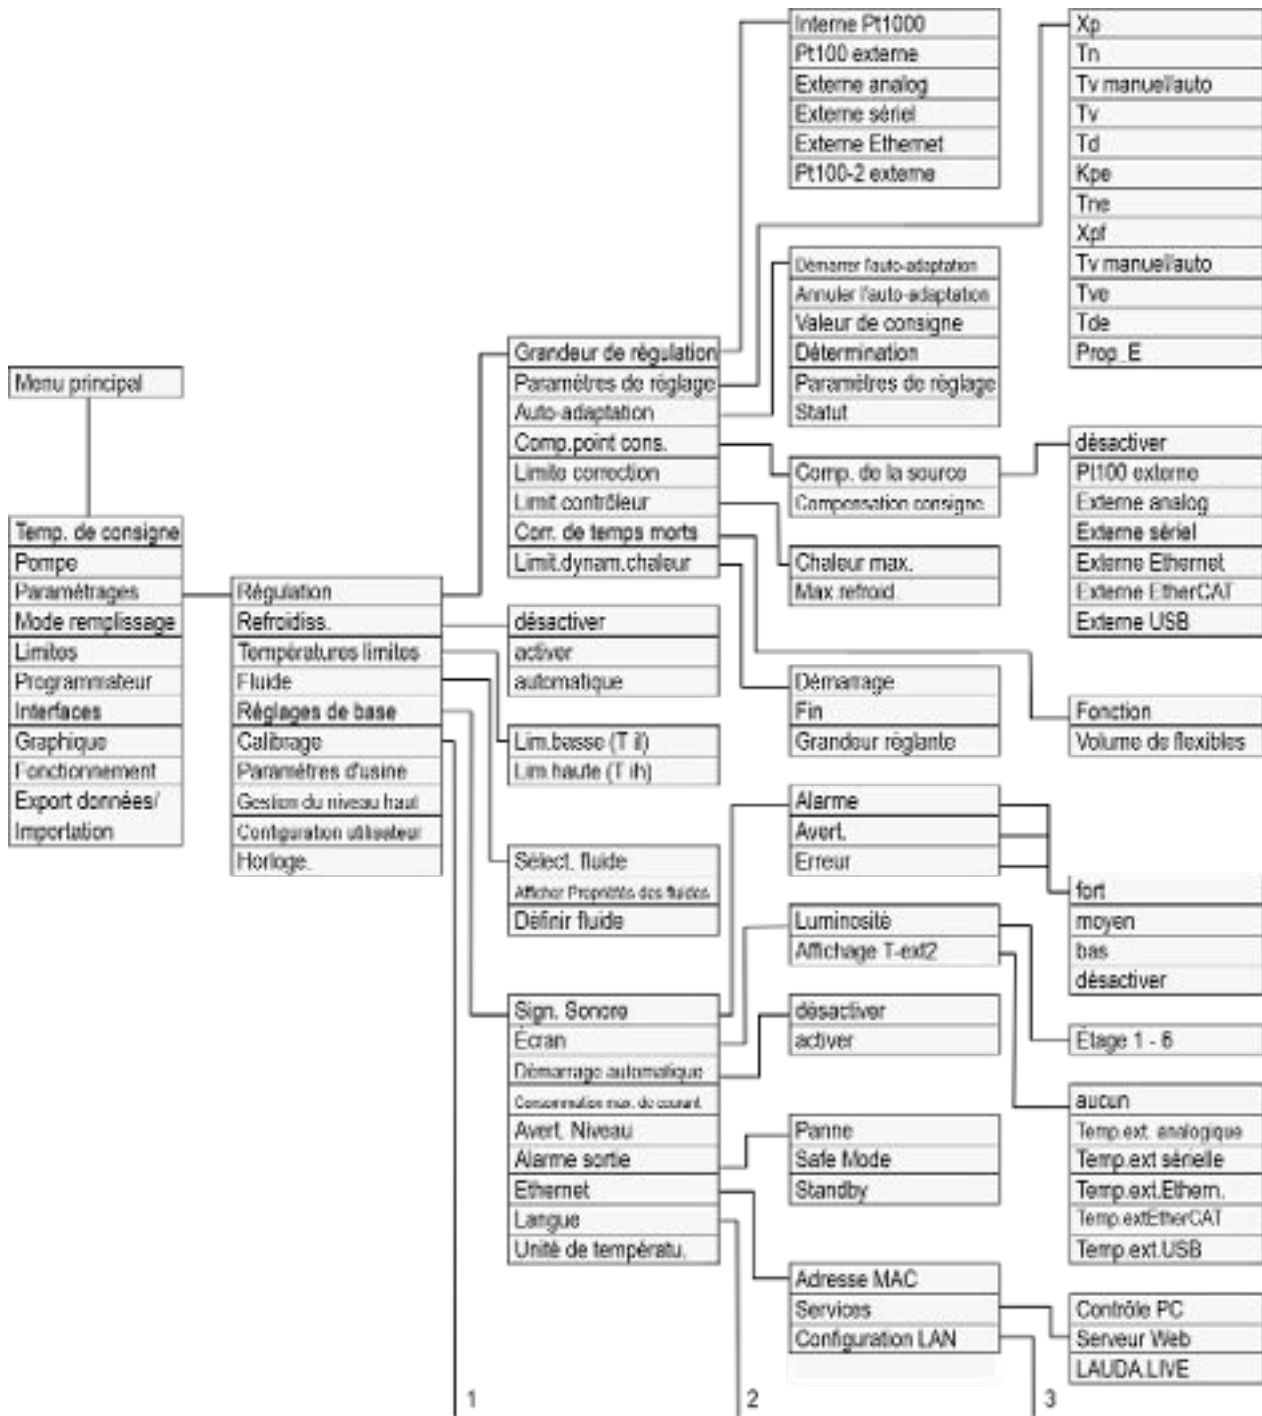 Menu principal
Temp. de consigne
Pompe
Paramétrages
Mode remplissage
Limites
Programmateur
Interfaces
Graphique
Fonctionnement
Export données/
Importation
Régulation
Refroidiss.
Températures limites
Fluide
Réglages de base
Calibrage
Paramètres d'usine
Gestion du niveau haut
Configuration utilisateur
Horloge.
Grandeur de régulation
Paramètres de réglage
Auto-adaptation
Comp.point cons.
Limite correction
Limit contrôleur
Corr. de temps morts
Limit.dynam.chaleur
désactiver
activer
automatique
Lim.basse (T il)
Lim.haute (T ih)
Sélect. fluide
Afficher Propriétés des fluides
Définir fluide
Sign. Sonore
Écran
Démarrage automatique
Consommation max. de courant
Avert. Niveau
Alarme sortie
Ethernet
Langue
Unité de températu.
Interne Pt1000
Pt100 externe
Externe analog
Externe sériel
Externe Ethernet
Pt100-2 externe
Démarrer l'auto-adaptation
Annuler l'auto-adaptation
Valeur de consigne
Détermination
Paramètres de réglage
Statut
Comp. de la source
Compensation consigne
Chaleur max.
Max refroid.
Démarrage
Fin
Grandeur réglante
Alarme
Avert.
Erreur
Luminosité
Affichage T-ext2
désactiver
activer
Panne
Safe Mode
Standby
Adresse MAC
Services
Configuration LAN
Xp
Tn
Tv manuel/auto
Tv
Td
Kpe
Tne
Xpf
Tv manuel/auto
Tve
Tde
Prop_E
désactiver
Pt100 externe
Externe analog
Externe sériel
Externe Ethernet
Externe EtherCAT
Externe USB
Fonction
Volume de flexibles
fort
moyen
bas
désactiver
Étage 1 - 6
aucun
Temp.ext. analogique
Temp.ext sérielle
Temp.ext.Ethern.
Temp.extEtherCAT
Temp.ext.USB
Contrôle PC
Serveur Web
LAUDA.LIVE
1
2
3